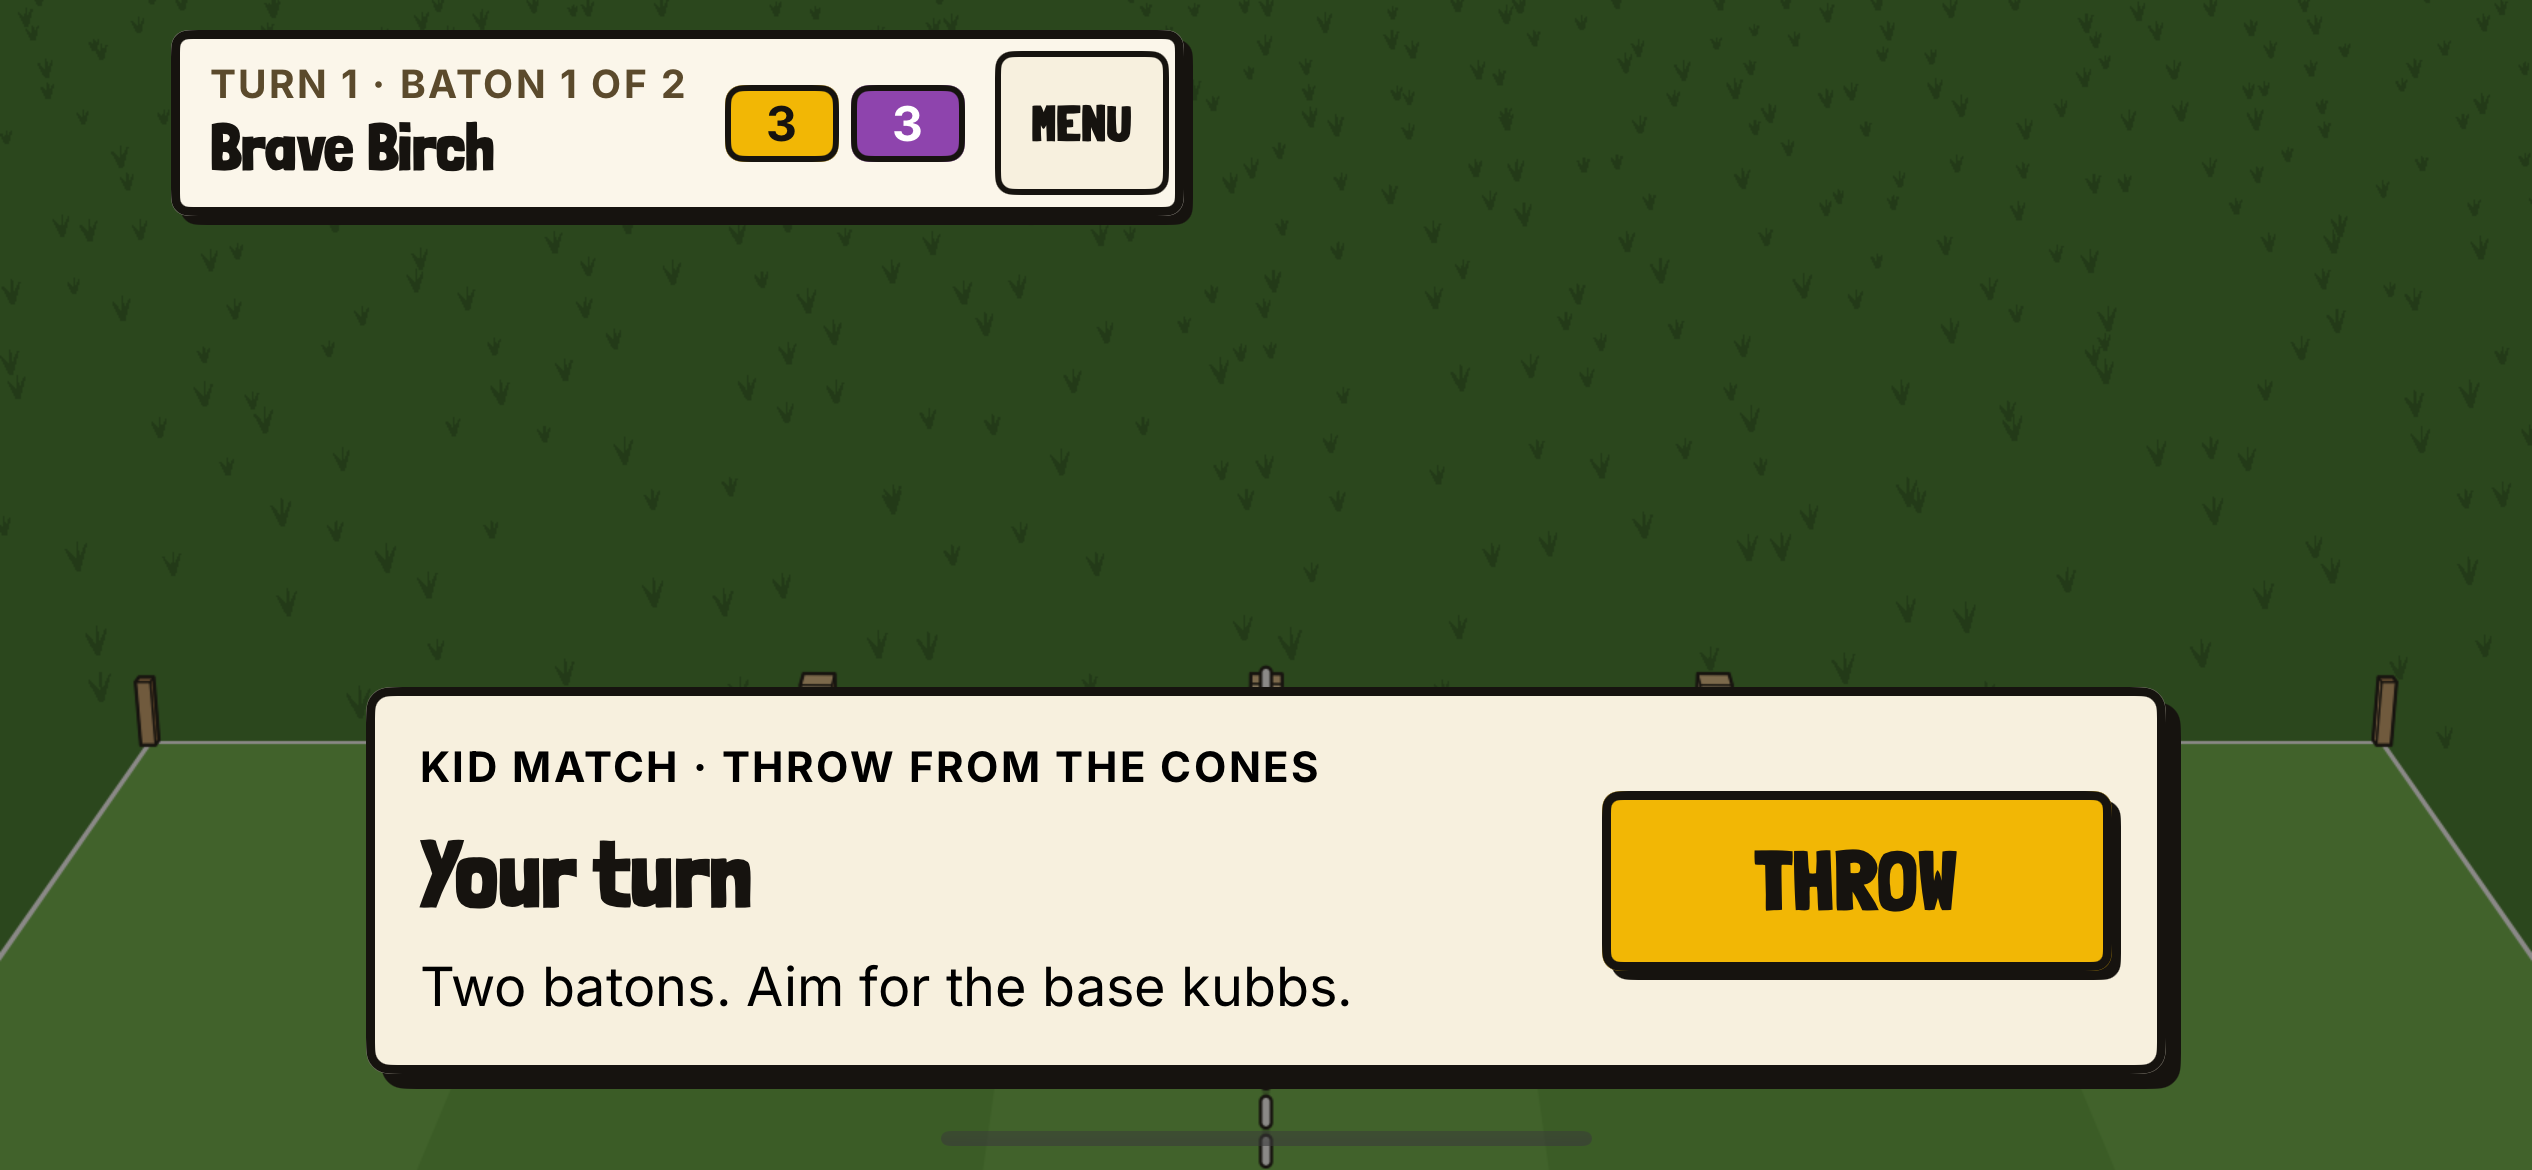 TURN 1 · BATON 1 OF 2
Brave Birch
3
3
MENU
KID MATCH · THROW FROM THE CONES
Your turn
Two batons. Aim for the base kubbs.
THROW